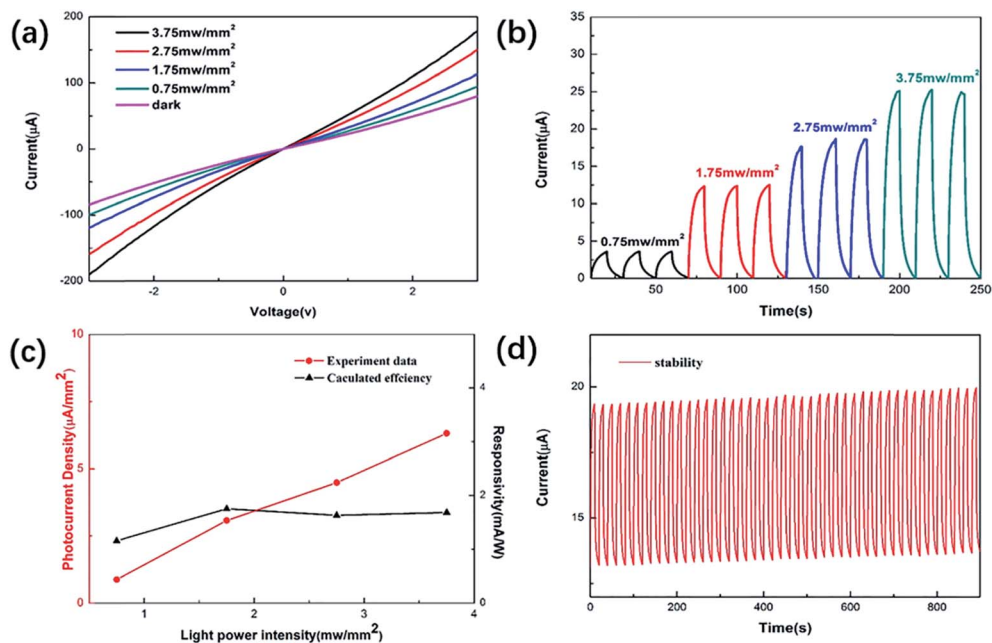 (a)
3.75mw/mm²
2.75mw/mm²
1.75mw/mm²
0.75mw/mm²
dark
200
100
0
-100
-200
-2
0
2
Current(μA)
Voltage(v)
(b)
35
30
25
20
15
10
5
0
0
50
100
150
200
250
0.75mw/mm²
1.75mw/mm²
2.75mw/mm²
3.75mw/mm²
Current(μA)
Time(s)
(c)
Experiment data
Caculated effciency
10
5
0
4
2
0
1
2
3
4
Photocurrent Density(μA/mm²)
Responsivity(mA/W)
Light power intensity(mw/mm²)
(d)
stability
20
15
0
200
400
600
800
Current(μA)
Time(s)